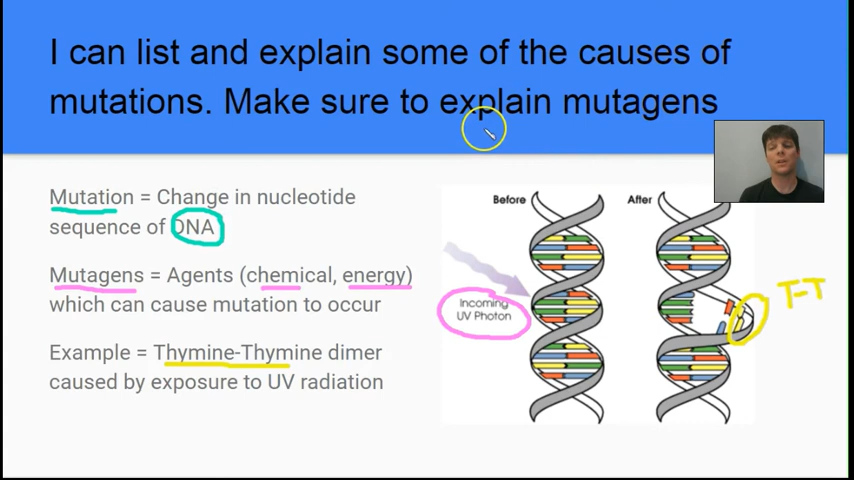 I can list and explain some of the causes of
mutations. Make sure to explain mutagens
Mutation = Change in nucleotide
sequence of DNA
Mutagens = Agents (chemical, energy)
which can cause mutation to occur
Example = Thymine-Thymine dimer
caused by exposure to UV radiation
Before
After
Incoming
UV Photon
T-T